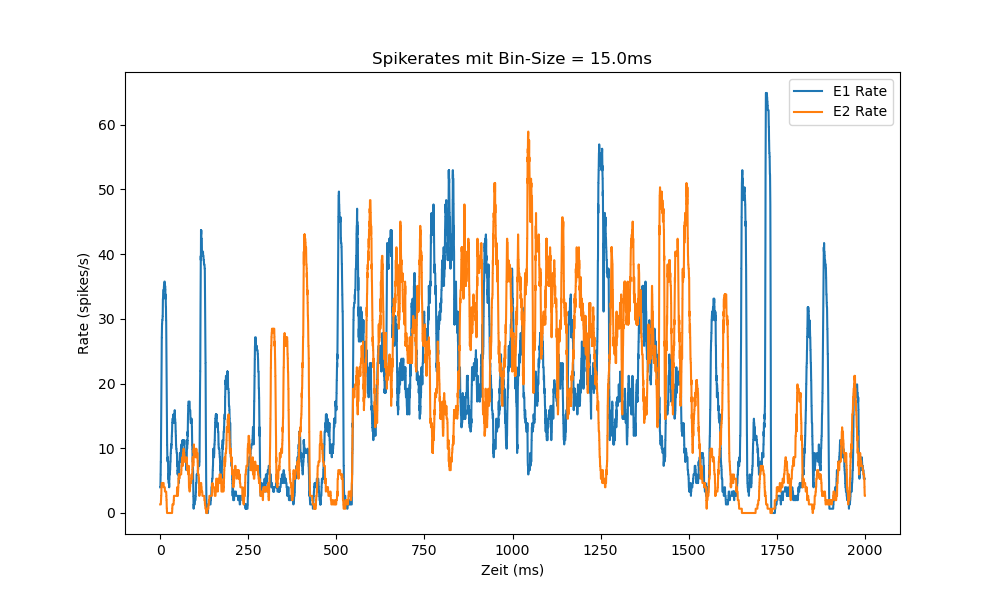 Spikerates mit Bin-Size = 15.0ms
E1 Rate
E2 Rate
Rate (spikes/s)
60
50
40
30
20
10
0
0 250 500 750 1000 1250 1500 1750 2000
Zeit (ms)